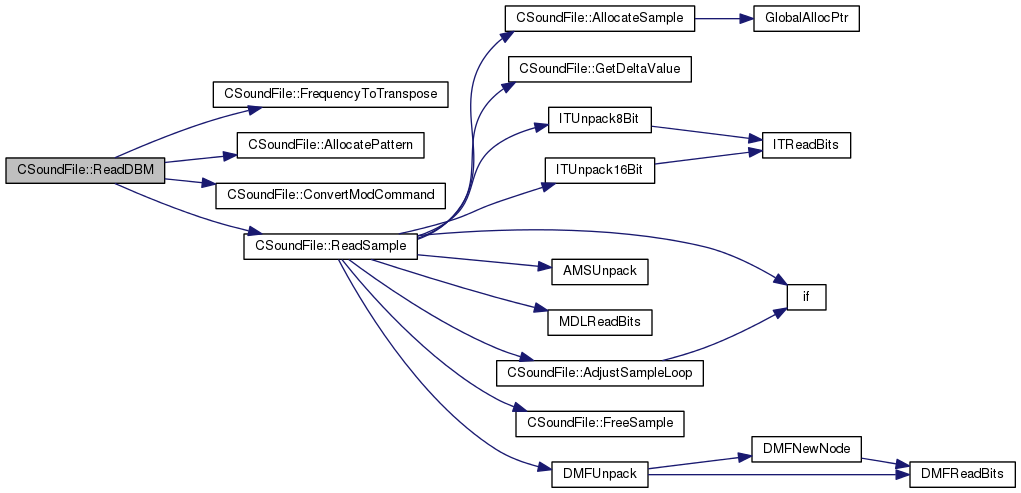 CSoundFile::AllocateSample
GlobalAllocPtr
CSoundFile::GetDeltaValue
CSoundFile::FrequencyToTranspose
ITUnpack8Bit
CSoundFile::AllocatePattern
ITReadBits
CSoundFile::ReadDBM
ITUnpack16Bit
CSoundFile::ConvertModCommand
CSoundFile::ReadSample
AMSUnpack
if
MDLReadBits
CSoundFile::AdjustSampleLoop
CSoundFile::FreeSample
DMFNewNode
DMFUnpack
DMFReadBits